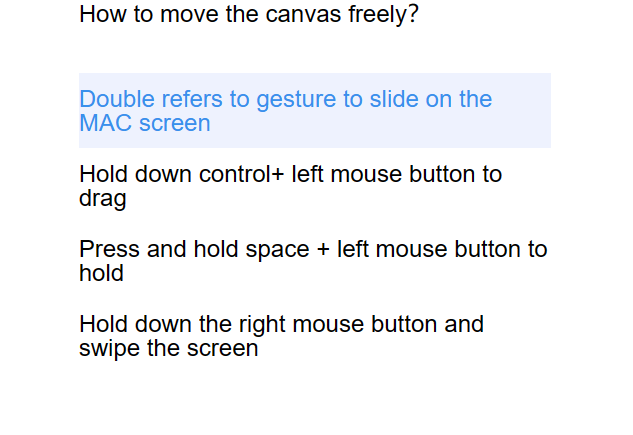 How to move the canvas freely?
Double refers to gesture to slide on the
MAC screen
Hold down control+ left mouse button to
drag
Press and hold space + left mouse button to
hold
Hold down the right mouse button and
swipe the screen